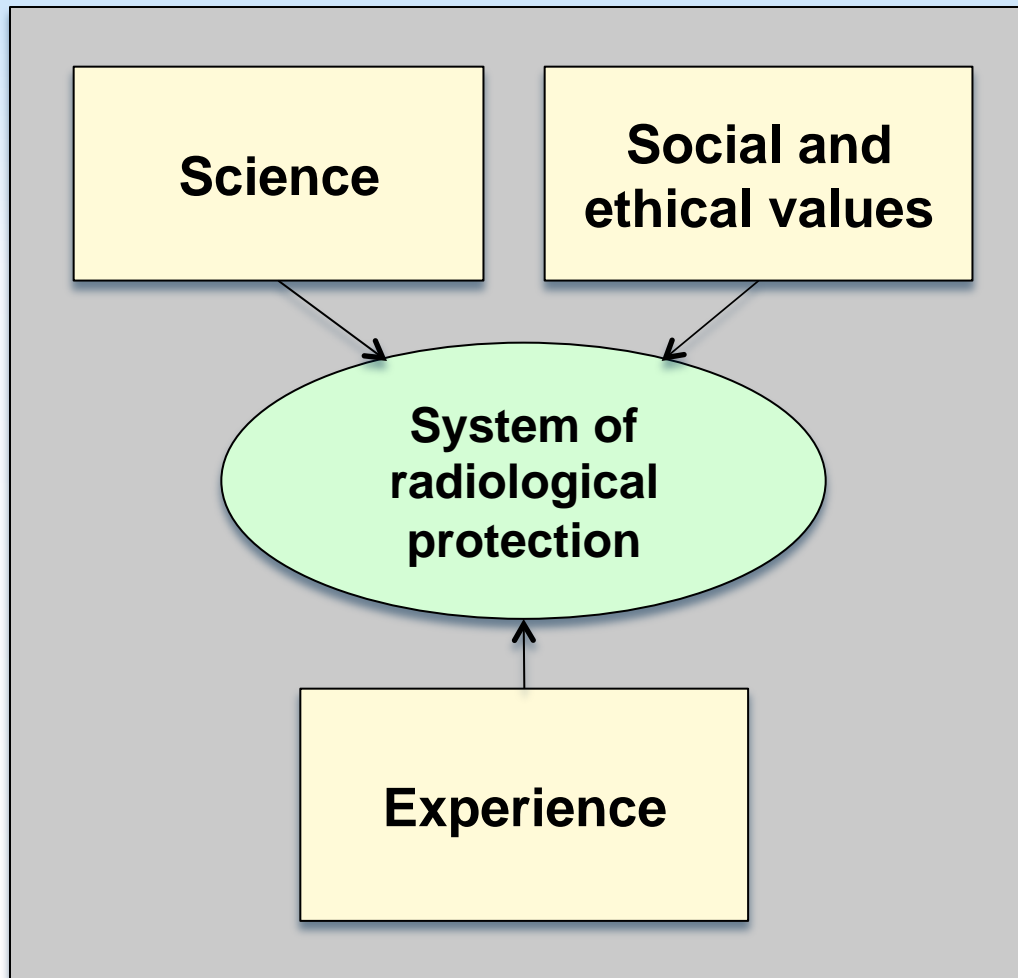 Science
Social and
ethical values
System of
radiological
protection
Experience